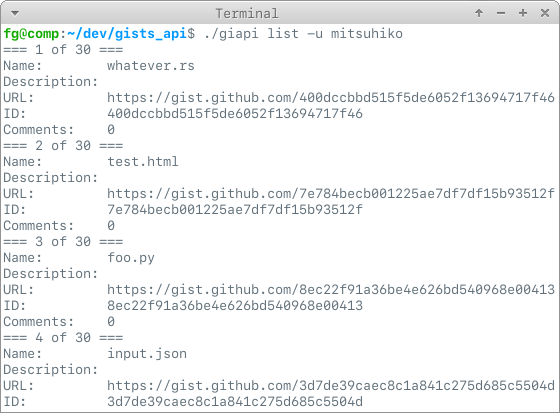 Terminal
fg@comp:~/dev/gists_api$ ./giapi list -u mitsuhiko
=== 1 of 30 ===
Name:        whatever.rs
Description:
URL:         https://gist.github.com/400dccbbd515f5de6052f13694717f46
ID:          400dccbbd515f5de6052f13694717f46
Comments:    0
=== 2 of 30 ===
Name:        test.html
Description:
URL:         https://gist.github.com/7e784becb001225ae7df7df15b93512f
ID:          7e784becb001225ae7df7df15b93512f
Comments:    0
=== 3 of 30 ===
Name:        foo.py
Description:
URL:         https://gist.github.com/8ec22f91a36be4e626bd540968e00413
ID:          8ec22f91a36be4e626bd540968e00413
Comments:    0
=== 4 of 30 ===
Name:        input.json
Description:
URL:         https://gist.github.com/3d7de39caec8c1a841c275d685c5504d
ID:          3d7de39caec8c1a841c275d685c5504d